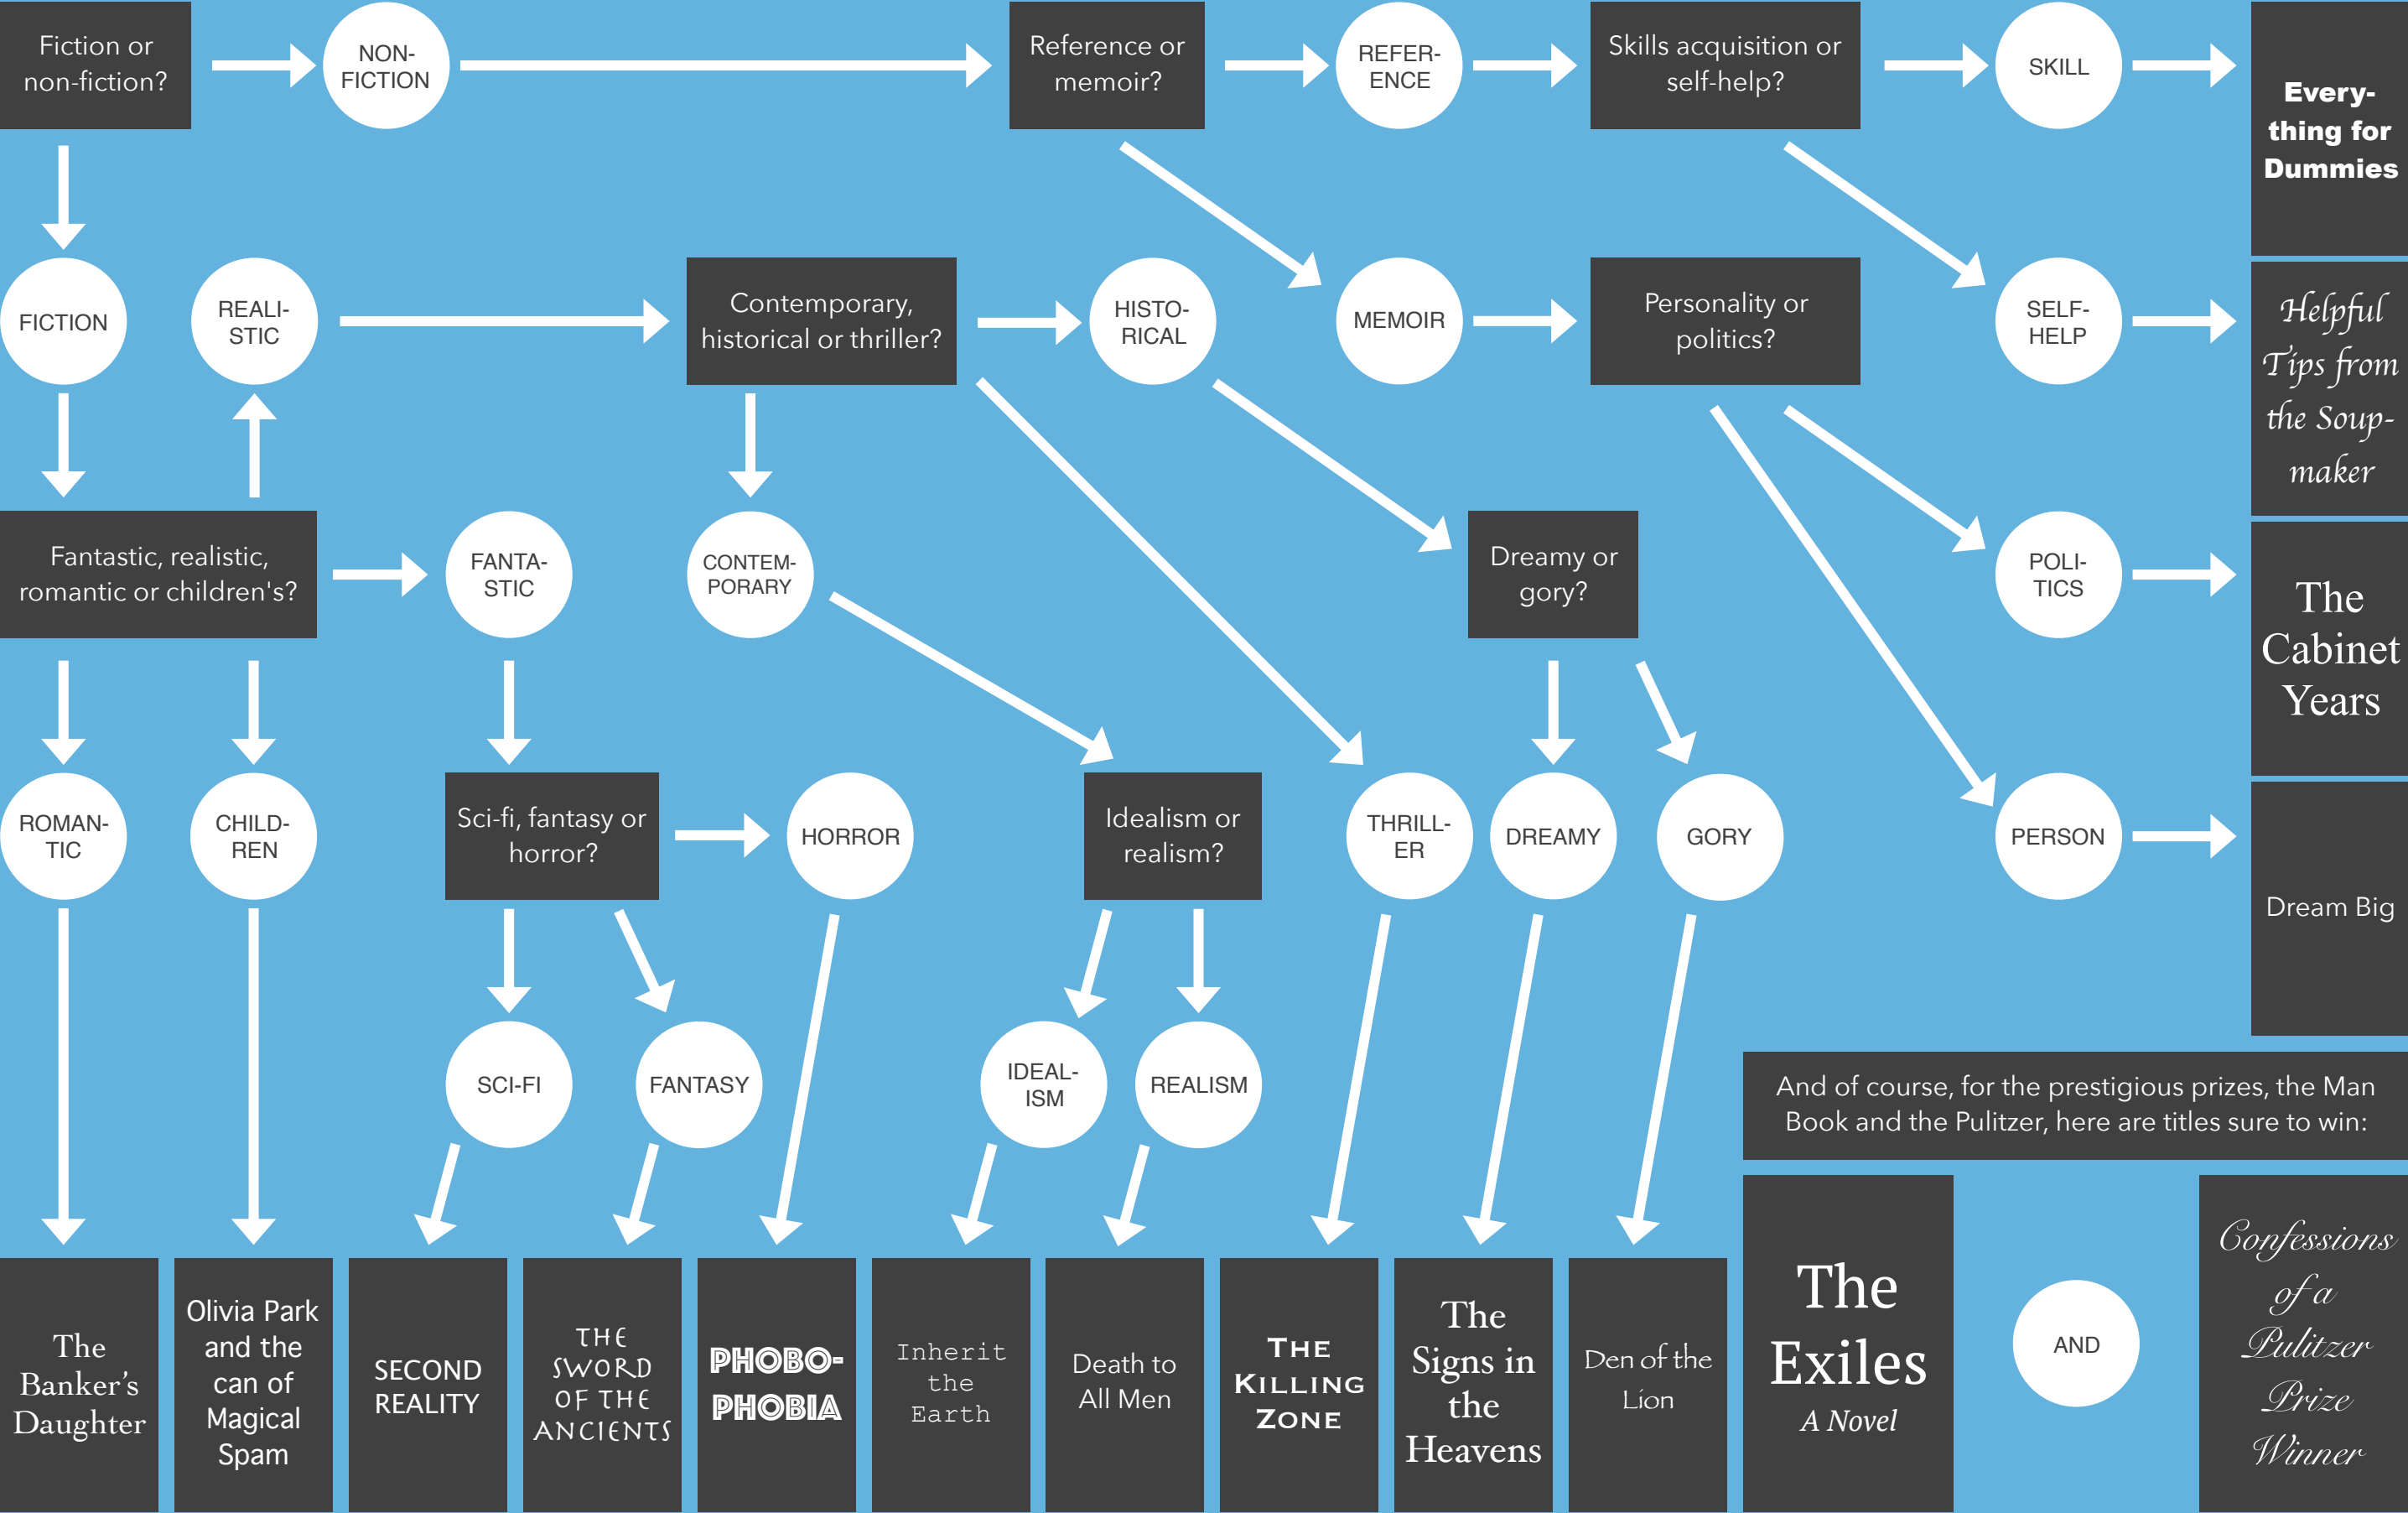 Fiction or
non-fiction?
NON-
FICTION
Reference or
memoir?
REFER-
ENCE
Skills acquisition or
self-help?
SKILL
Every-
thing for
Dummies
FICTION
REALI-
STIC
Contemporary,
historical or thriller?
HISTO-
RICAL
MEMOIR
Personality or
politics?
SELF-
HELP
Helpful
Tips from
the Soup-
maker
Fantastic, realistic,
romantic or children's?
FANTA-
STIC
CONTEM-
PORARY
Dreamy or
gory?
POLI-
TICS
The
Cabinet
Years
ROMAN-
TIC
CHILD-
REN
Sci-fi, fantasy or
horror?
HORROR
Idealism or
realism?
THRILL-
ER
DREAMY
GORY
PERSON
Dream Big
SCI-FI
FANTASY
IDEAL-
ISM
REALISM
And of course, for the prestigious prizes, the Man
Book and the Pulitzer, here are titles sure to win:
The
Banker’s
Daughter
Olivia Park
and the
can of
Magical
Spam
SECOND
REALITY
THE
SWORD
OF THE
ANCIENTS
PHOBO-
PHOBIA
Inherit
the
Earth
Death to
All Men
THE
KILLING
ZONE
The
Signs in
the
Heavens
Den of the
Lion
The
Exiles
A Novel
AND
Confessions
of a
Pulitzer
Prize
Winner